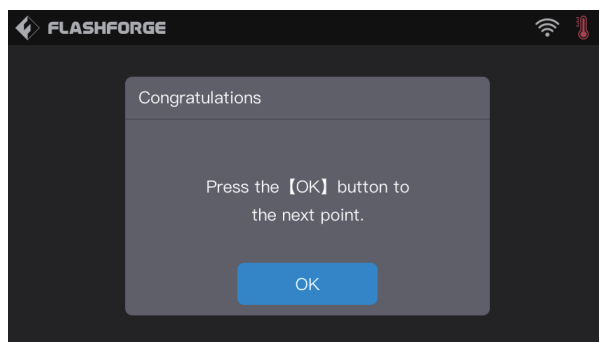 FLASHFORGE
Congratulations
Press the【OK】button to
the next point.
OK